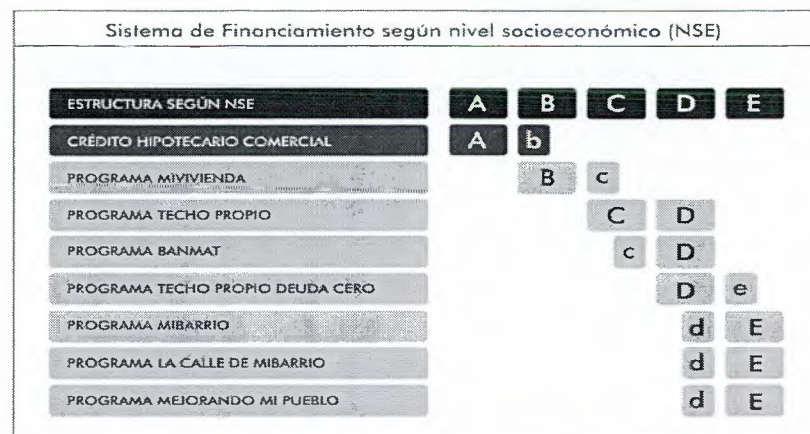 Sistema de Financiamiento según nivel socioeconómico (NSE)
ESTRUCTURA SEGÚN NSE A B C D E
CRÉDITO HIPOTECARIO COMERCIAL A b
PROGRAMA MIVIVIENDA B c
PROGRAMA TECHO PROPIO C D
PROGRAMA BANMAT c D
PROGRAMA TECHO PROPIO DEUDA CERO D e
PROGRAMA MIBARRIO d E
PROGRAMA LA CALLE DE MIBARRIO d E
PROGRAMA MEJORANDO MI PUEBLO d E